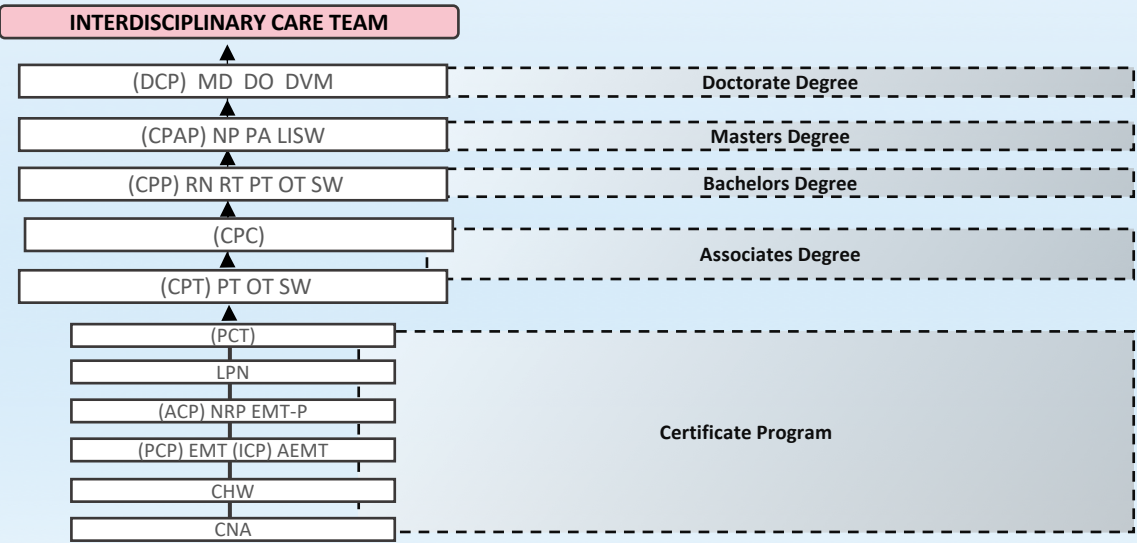 INTERDISCIPLINARY CARE TEAM
(DCP) MD DO DVM
Doctorate Degree
(CPAP) NP PA LISW
Masters Degree
(CPP) RN RT PT OT SW
Bachelors Degree
(CPC)
Associates Degree
(CPT) PT OT SW
(PCT)
LPN
(ACP) NRP EMT-P
Certificate Program
(PCP) EMT (ICP) AEMT
CHW
CNA